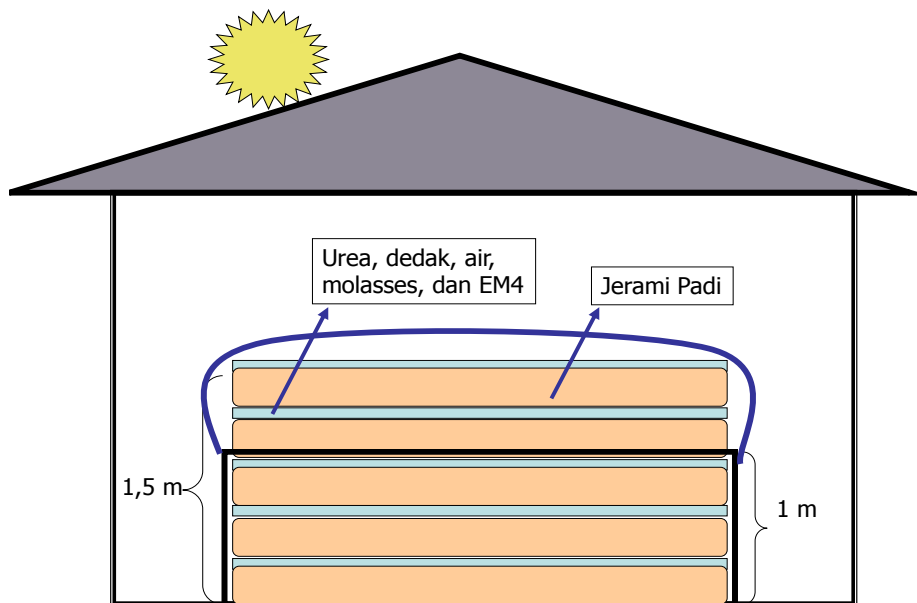 Urea, dedak, air,
molasses, dan EM4
Jerami Padi
1,5 m
1 m